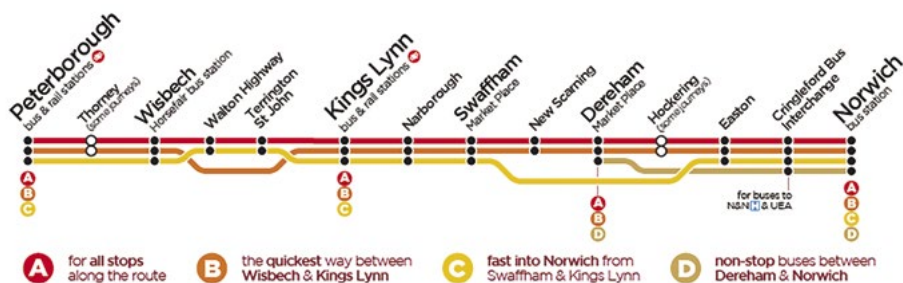 Peterborough
bus & rail stations
Thorney
(some journeys)
Wisbech
Horsefair bus station
Walton Highway
Terrington
St John
Kings Lynn
bus & rail stations
Narborough
Swaffham
Market Place
New Scarning
Dereham
Market Place
Hockering
(some journeys)
Easton
Cringleford Bus
Interchange
Norwich
bus station
A
B
C
A
B
C
A
B
D
for buses to
N&N H & UEA
A
B
C
D
A for all stops
along the route
B the quickest way between
Wisbech & Kings Lynn
C fast into Norwich from
Swaffham & Kings Lynn
D non-stop buses between
Dereham & Norwich